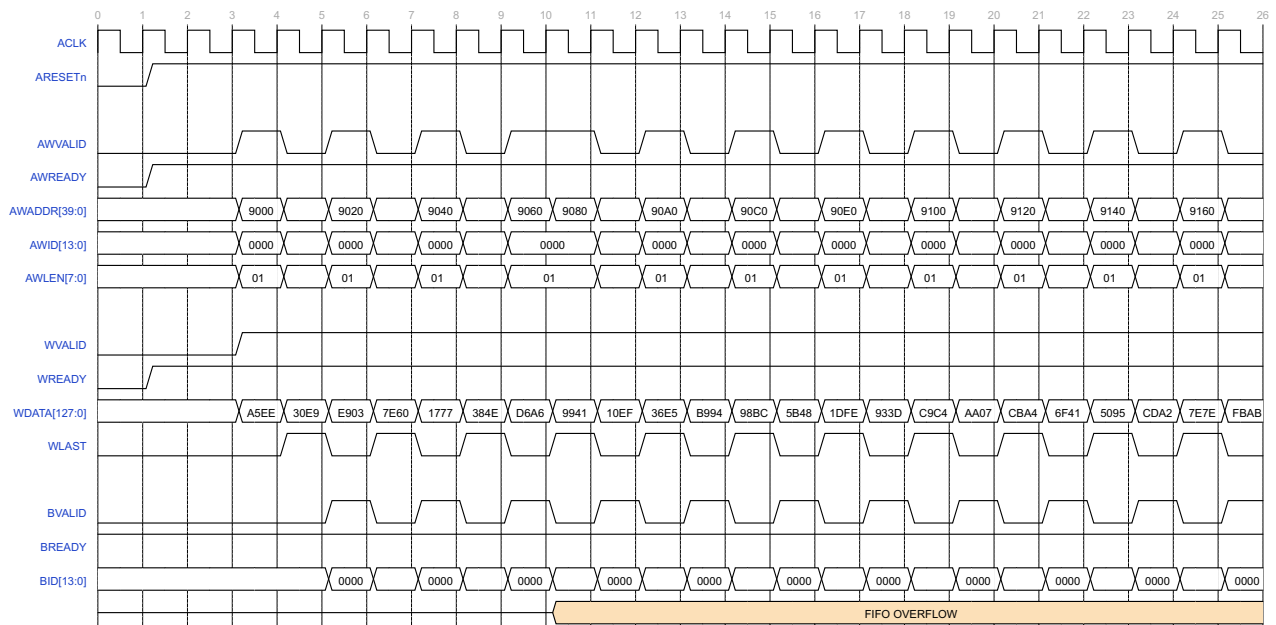 0 1 2 3 4 5 6 7 8 9 10 11 12 13 14 15 16 17 18 19 20 21 22 23 24 25 26
ACLK
ARESETn
AWVALID
AWREADY
AWADDR[39:0] 9000 9020 9040 9060 9080 90A0 90C0 90E0 9100 9120 9140 9160
AWID[13:0] 0000 0000 0000 0000 0000 0000 0000 0000 0000 0000 0000
AWLEN[7:0] 01 01 01 01 01 01 01 01 01 01 01
WVALID
WREADY
WDATA[127:0] A5EE 30E9 E903 7E60 1777 384E D6A6 9941 10EF 36E5 B994 98BC 5B48 1DFE 933D C9C4 AA07 CBA4 6F41 5095 CDA2 7E7E FBAB
WLAST
BVALID
BREADY
BID[13:0] 0000 0000 0000 0000 0000 0000 0000 0000 0000 0000 0000
FIFO OVERFLOW